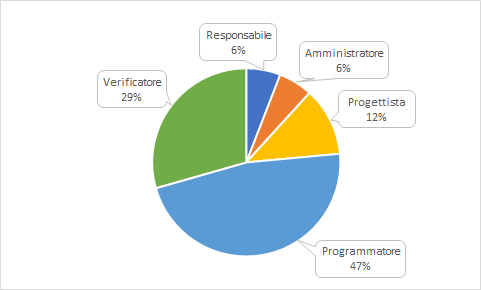 Responsabile
6%
Amministratore
6%
Progettista
12%
Programmatore
47%
Verificatore
29%